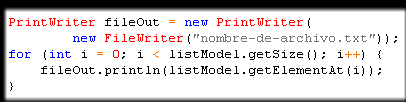 PrintWriter fileOut = new PrintWriter(
        new FileWriter("nombre-de-archivo.txt"));
for (int i = 0; i < listModel.getSize(); i++) {
    fileOut.println(listModel.getElementAt(i));
}